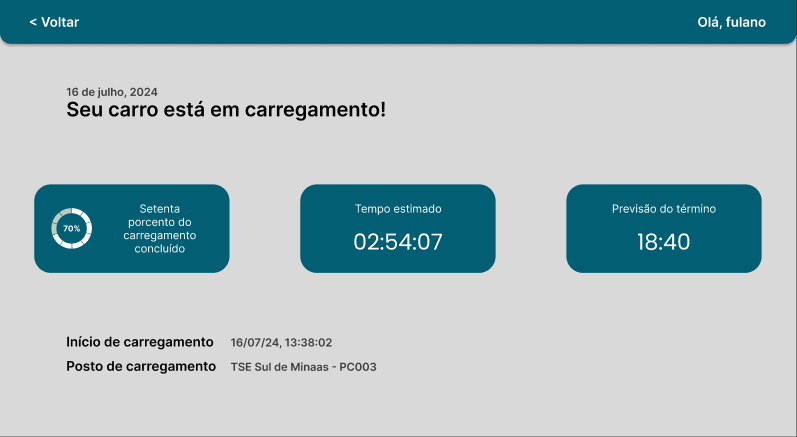 < Voltar
Olá, fulano
16 de julho, 2024
Seu carro está em carregamento!
70%
Setenta
porcento do
carregamento
concluído
Tempo estimado
02:54:07
Previsão do término
18:40
Início de carregamento 16/07/24, 13:38:02
Posto de carregamento TSE Sul de Minaas - PC003